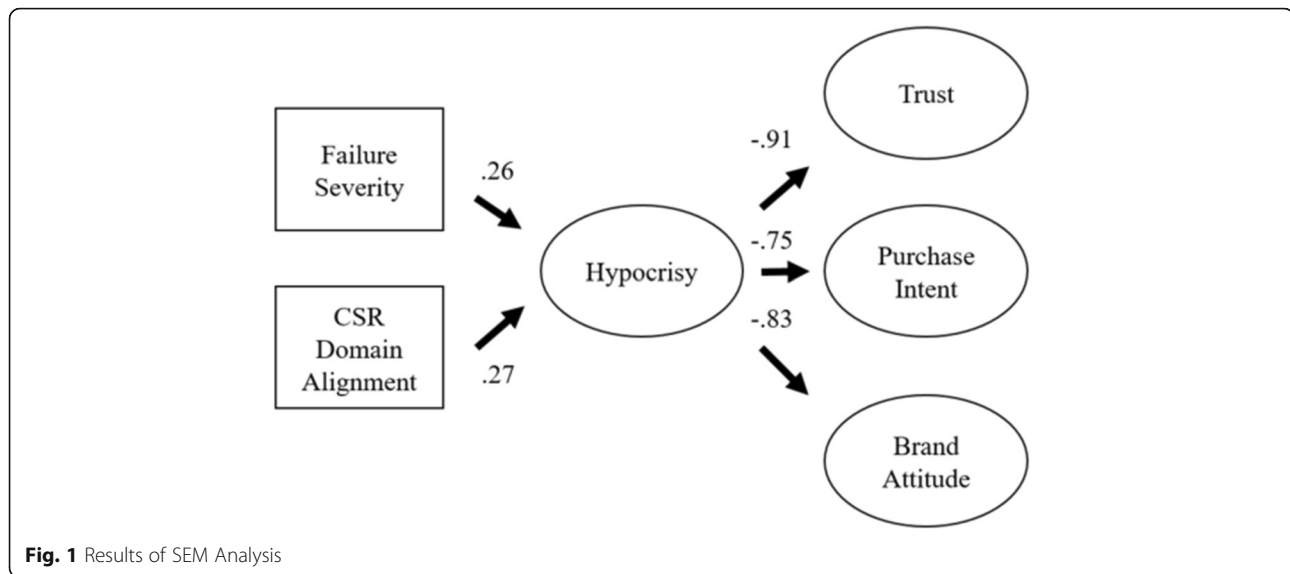 Failure
Severity
.26
CSR
Domain
Alignment
.27
Hypocrisy
-.91
Trust
-.75
Purchase
Intent
-.83
Brand
Attitude
Fig. 1 Results of SEM Analysis